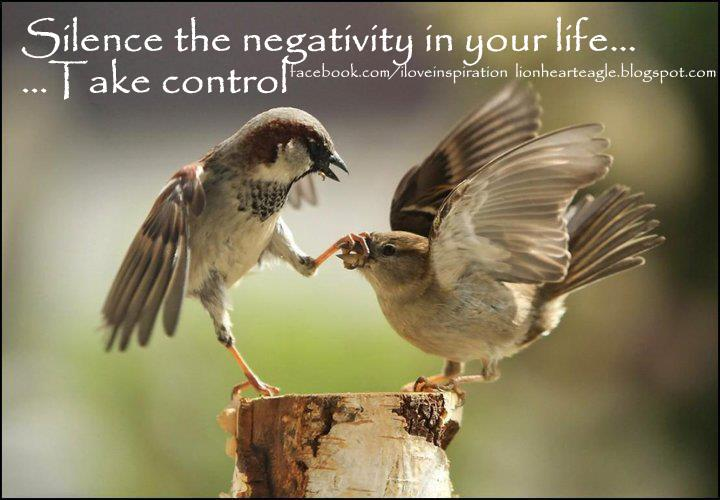 Silence the negativity in your life...
...Take control
facebook.com/iloveinspiration lionhearteagle.blogspot.com